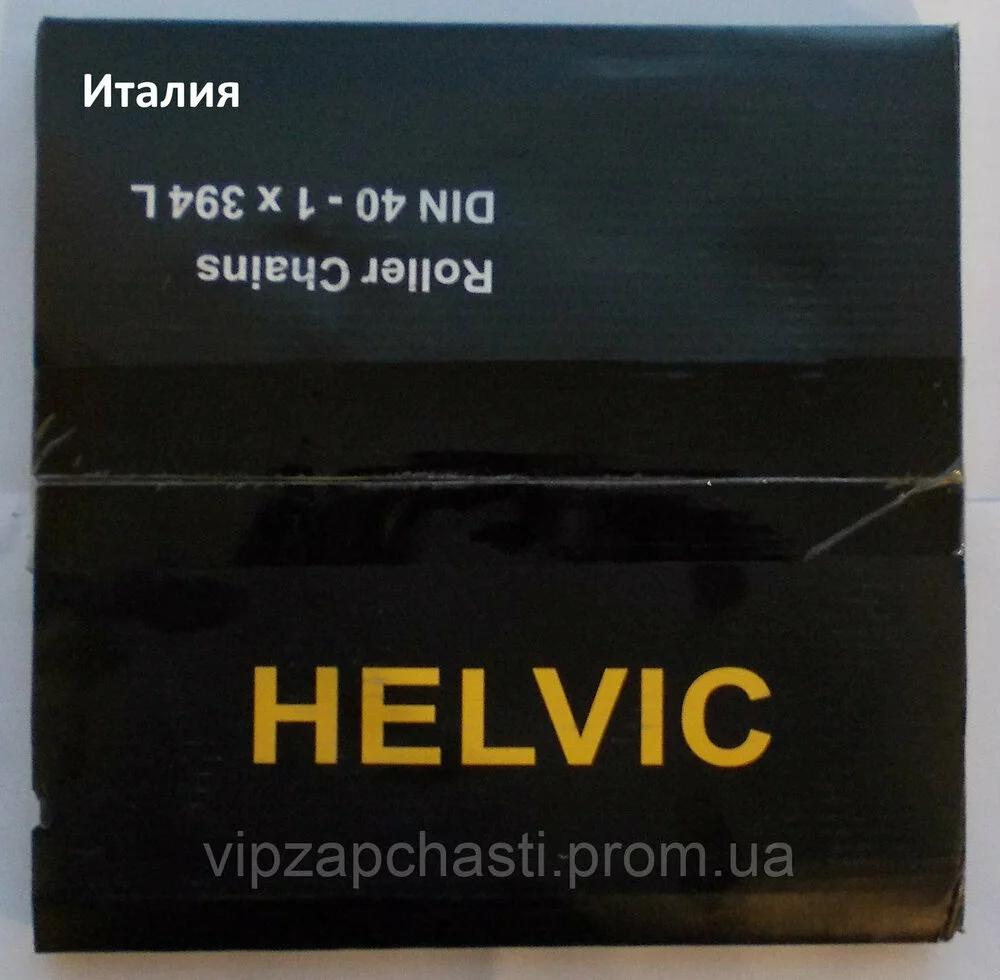 Италия
Roller Chains
DIN 40 - 1 x 394 L
HELVIC
vipzapchasti.prom.ua